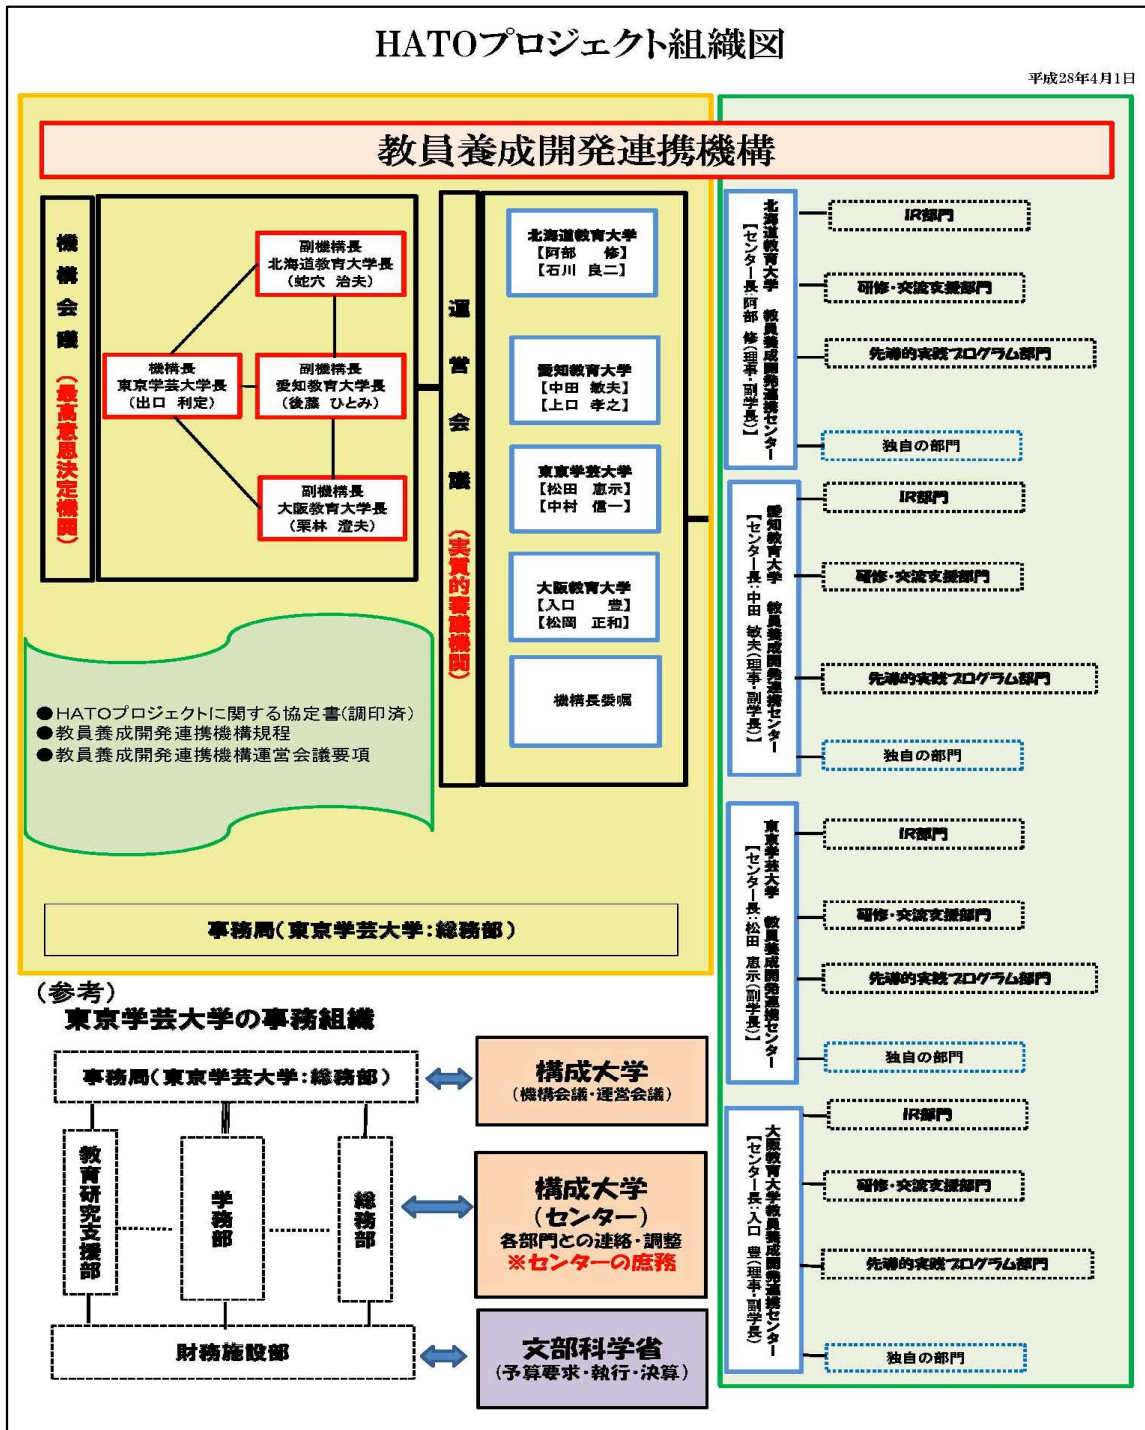 HATOプロジェクト組織図
平成28年4月1日
教員養成開発連携機構
機構会議
(最高意思決定機関)
副機構長
北海道教育大学長
(蛇穴 治夫)
機構長
東京学芸大学長
(出口 利定)
副機構長
愛知教育大学長
(後藤 ひとみ)
副機構長
大阪教育大学長
(栗林 澄夫)
運営会議
(実質的審議機関)
北海道教育大学
【阿部 修】
【石川 良二】
愛知教育大学
【中田 敏夫】
【上口 孝之】
東京学芸大学
【松田 恵示】
【中村 信一】
大阪教育大学
【入口 豊】
【松岡 正和】
機構長委嘱
●HATOプロジェクトに関する協定書(調印済)
●教員養成開発連携機構規程
●教員養成開発連携機構運営会議要項
事務局(東京学芸大学:総務部)
北海道教育大学 教員養成開発連携センター
【センター長:阿部 修(理事・副学長)】
IR部門
研修・交流支援部門
先導的実践プログラム部門
独自の部門
愛知教育大学 教員養成開発連携センター
【センター長:中田 敏夫(理事・副学長)】
IR部門
研修・交流支援部門
先導的実践プログラム部門
独自の部門
東京学芸大学 教員養成開発連携センター
【センター長:松田 恵示(副学長)】
IR部門
研修・交流支援部門
先導的実践プログラム部門
独自の部門
大阪教育大学教員養成開発連携センター
【センター長:入口 豊(理事・副学長)】
IR部門
研修・交流支援部門
先導的実践プログラム部門
独自の部門
(参考)
東京学芸大学の事務組織
事務局(東京学芸大学:総務部)
教育研究支援部
学務部
総務部
財務施設部
構成大学
(機構会議・運営会議)
構成大学
(センター)
各部門との連絡・調整
※センターの庶務
文部科学省
(予算要求・執行・決算)